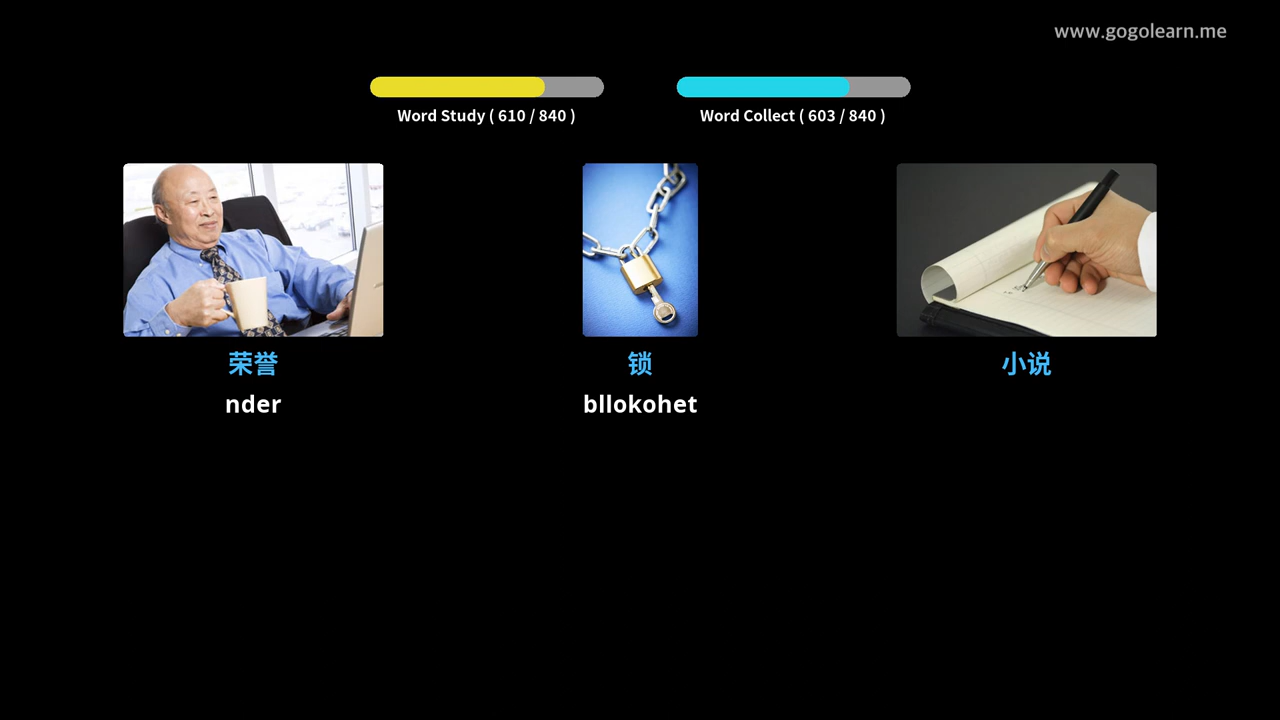 www.gogolearn.me
Word Study ( 610 / 840 )
Word Collect ( 603 / 840 )
荣誉
锁
小说
nder
bllokohet